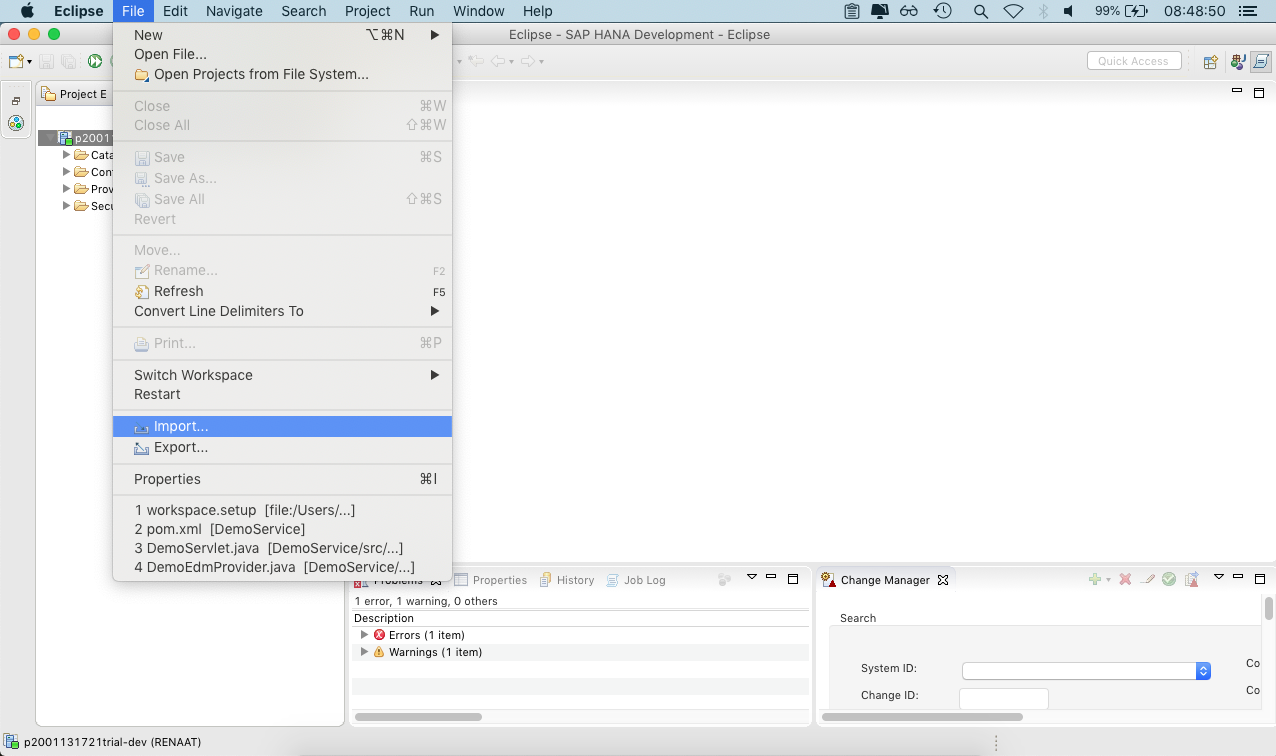 Eclipse File Edit Navigate Search Project Run Window Help 99% 08:48:50
Eclipse - SAP HANA Development - Eclipse
New ⌥⌘N
Open File...
Open Projects from File System...
Close ⌘W
Close All ⇧⌘W
Save ⌘S
Save As...
Save All ⇧⌘S
Revert
Move...
Rename... F2
Refresh F5
Convert Line Delimiters To
Print... ⌘P
Switch Workspace
Restart
Import...
Export...
Properties ⌘I
1 workspace.setup [file:/Users/...]
2 pom.xml [DemoService]
3 DemoServlet.java [DemoService/src/...]
4 DemoEdmProvider.java [DemoService/...]
Quick Access
Project E
p2001
Cata
Con
Prov
Secu
Problems Properties History Job Log
1 error, 1 warning, 0 others
Description
Errors (1 item)
Warnings (1 item)
Change Manager
Search
System ID: Co
Change ID: Co
p2001131721trial-dev (RENAAT)